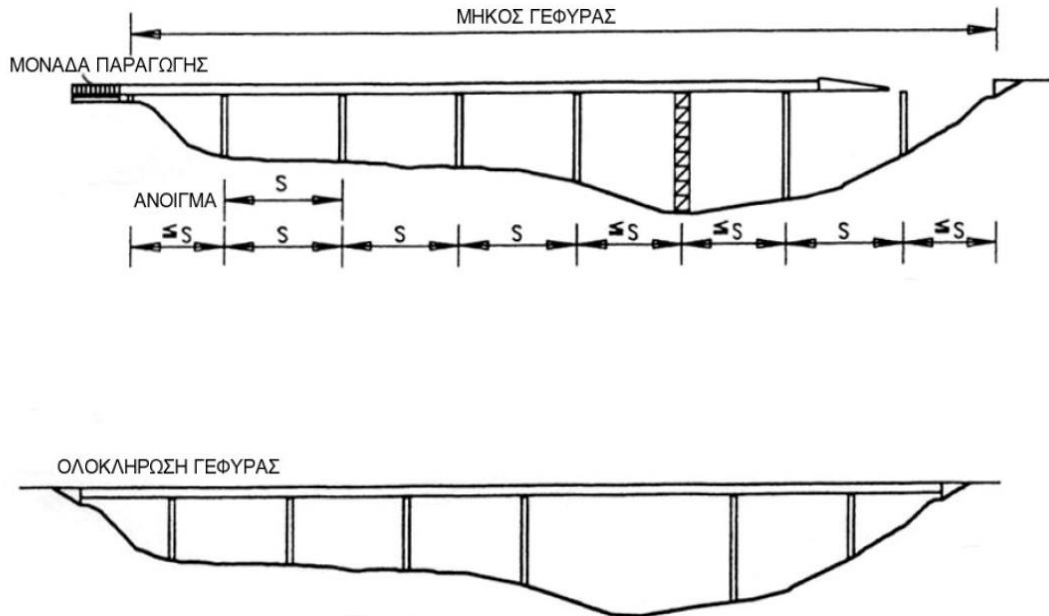 ΜΗΚΟΣ ΓΕΦΥΡΑΣ
ΜΟΝΑΔΑ ΠΑΡΑΓΩΓΗΣ
S
ΑΝΟΙΓΜΑ
≤S S S S ≤S ≤S S ≤S
ΟΛΟΚΛΗΡΩΣΗ ΓΕΦΥΡΑΣ